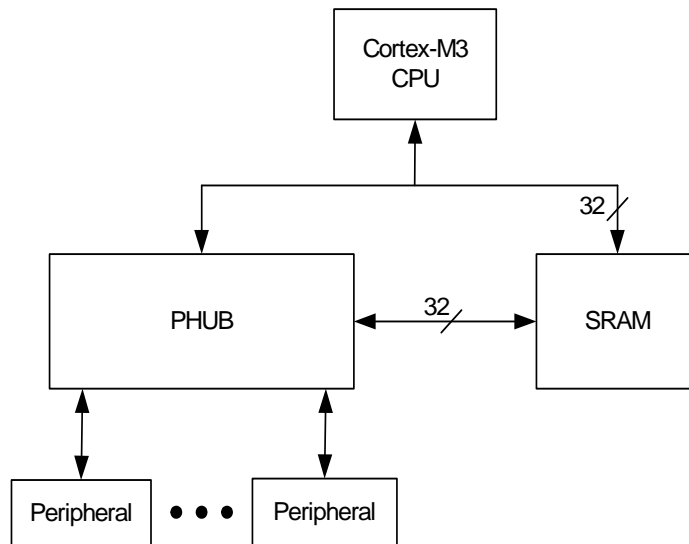 Cortex-M3
CPU
32
PHUB
32
SRAM
Peripheral
Peripheral